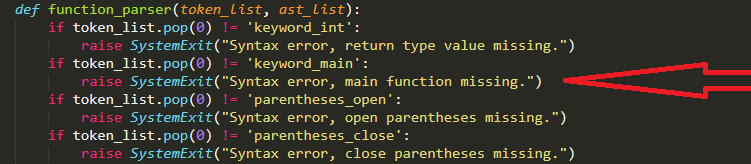 def function_parser(token_list, ast_list):
    if token_list.pop(0) != 'keyword_int':
        raise SystemExit("Syntax error, return type value missing.")
    if token_list.pop(0) != 'keyword_main':
        raise SystemExit("Syntax error, main function missing.")
    if token_list.pop(0) != 'parentheses_open':
        raise SystemExit("Syntax error, open parentheses missing.")
    if token_list.pop(0) != 'parentheses_close':
        raise SystemExit("Syntax error, close parentheses missing.")